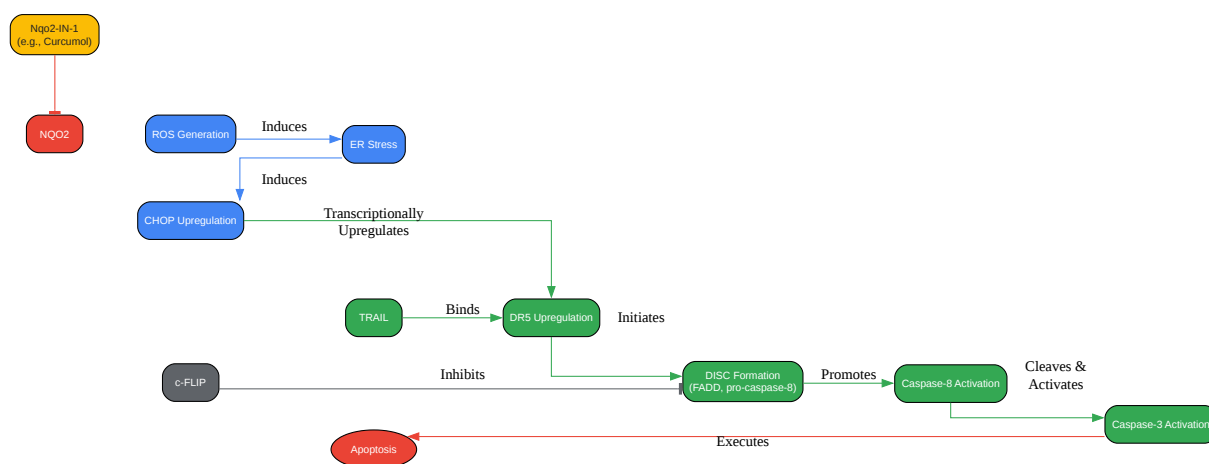 Nqo2-IN-1
(e.g., Curcumol)
NQO2
ROS Generation
Induces
ER Stress
Induces
CHOP Upregulation
Transcriptionally
Upregulates
TRAIL
Binds
DR5 Upregulation
Initiates
c-FLIP
Inhibits
DISC Formation
(FADD, pro-caspase-8)
Promotes
Caspase-8 Activation
Cleaves &
Activates
Caspase-3 Activation
Executes
Apoptosis